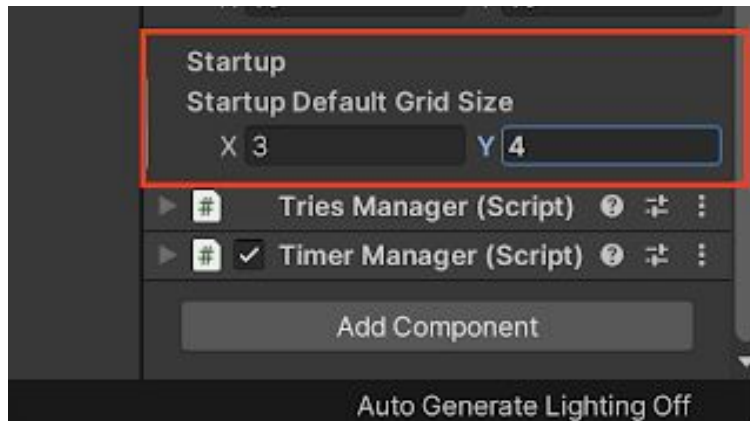 Startup
Startup Default Grid Size
X 3 Y 4
# Tries Manager (Script)
# Timer Manager (Script)
Add Component
Auto Generate Lighting Off